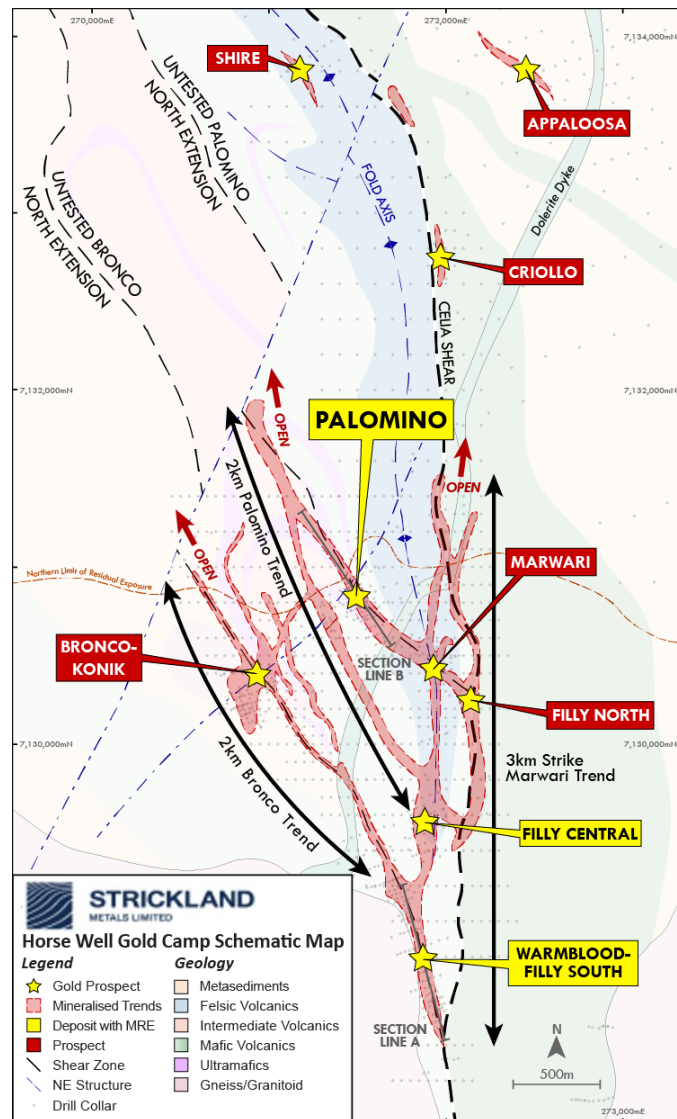 270,000mE
272,000mE
7,134,000mN
SHIRE
APPALOOSA
UNTESTED PALOMINO
NORTH EXTENSION
UNTESTED BRONCO
NORTH EXTENSION
FOLD AXIS
Dolerite Dyke
CRIOLLO
CELIA SHEAR
7,132,000mN
7,132,000mN
PALOMINO
OPEN
OPEN
2km Palomino Trend
OPEN
Northern Limit of Residual Exposure
MARWARI
BRONCO-
KONIK
SECTION
LINE B
FILLY NORTH
7,130,000mN
7,130,000mN
3km Strike
Marwari Trend
2km Bronco Trend
FILLY CENTRAL
STRICKLAND
METALS LIMITED
Horse Well Gold Camp Schematic Map
Legend
Gold Prospect
Mineralised Trends
Deposit with MRE
Prospect
Shear Zone
NE Structure
Drill Collar
Geology
Metasediments
Felsic Volcanics
Intermediate Volcanics
Mafic Volcanics
Ultramafics
Gneiss/Granitoid
WARMBLOOD-
FILLY SOUTH
SECTION
LINE A
N
500m
273,000mE